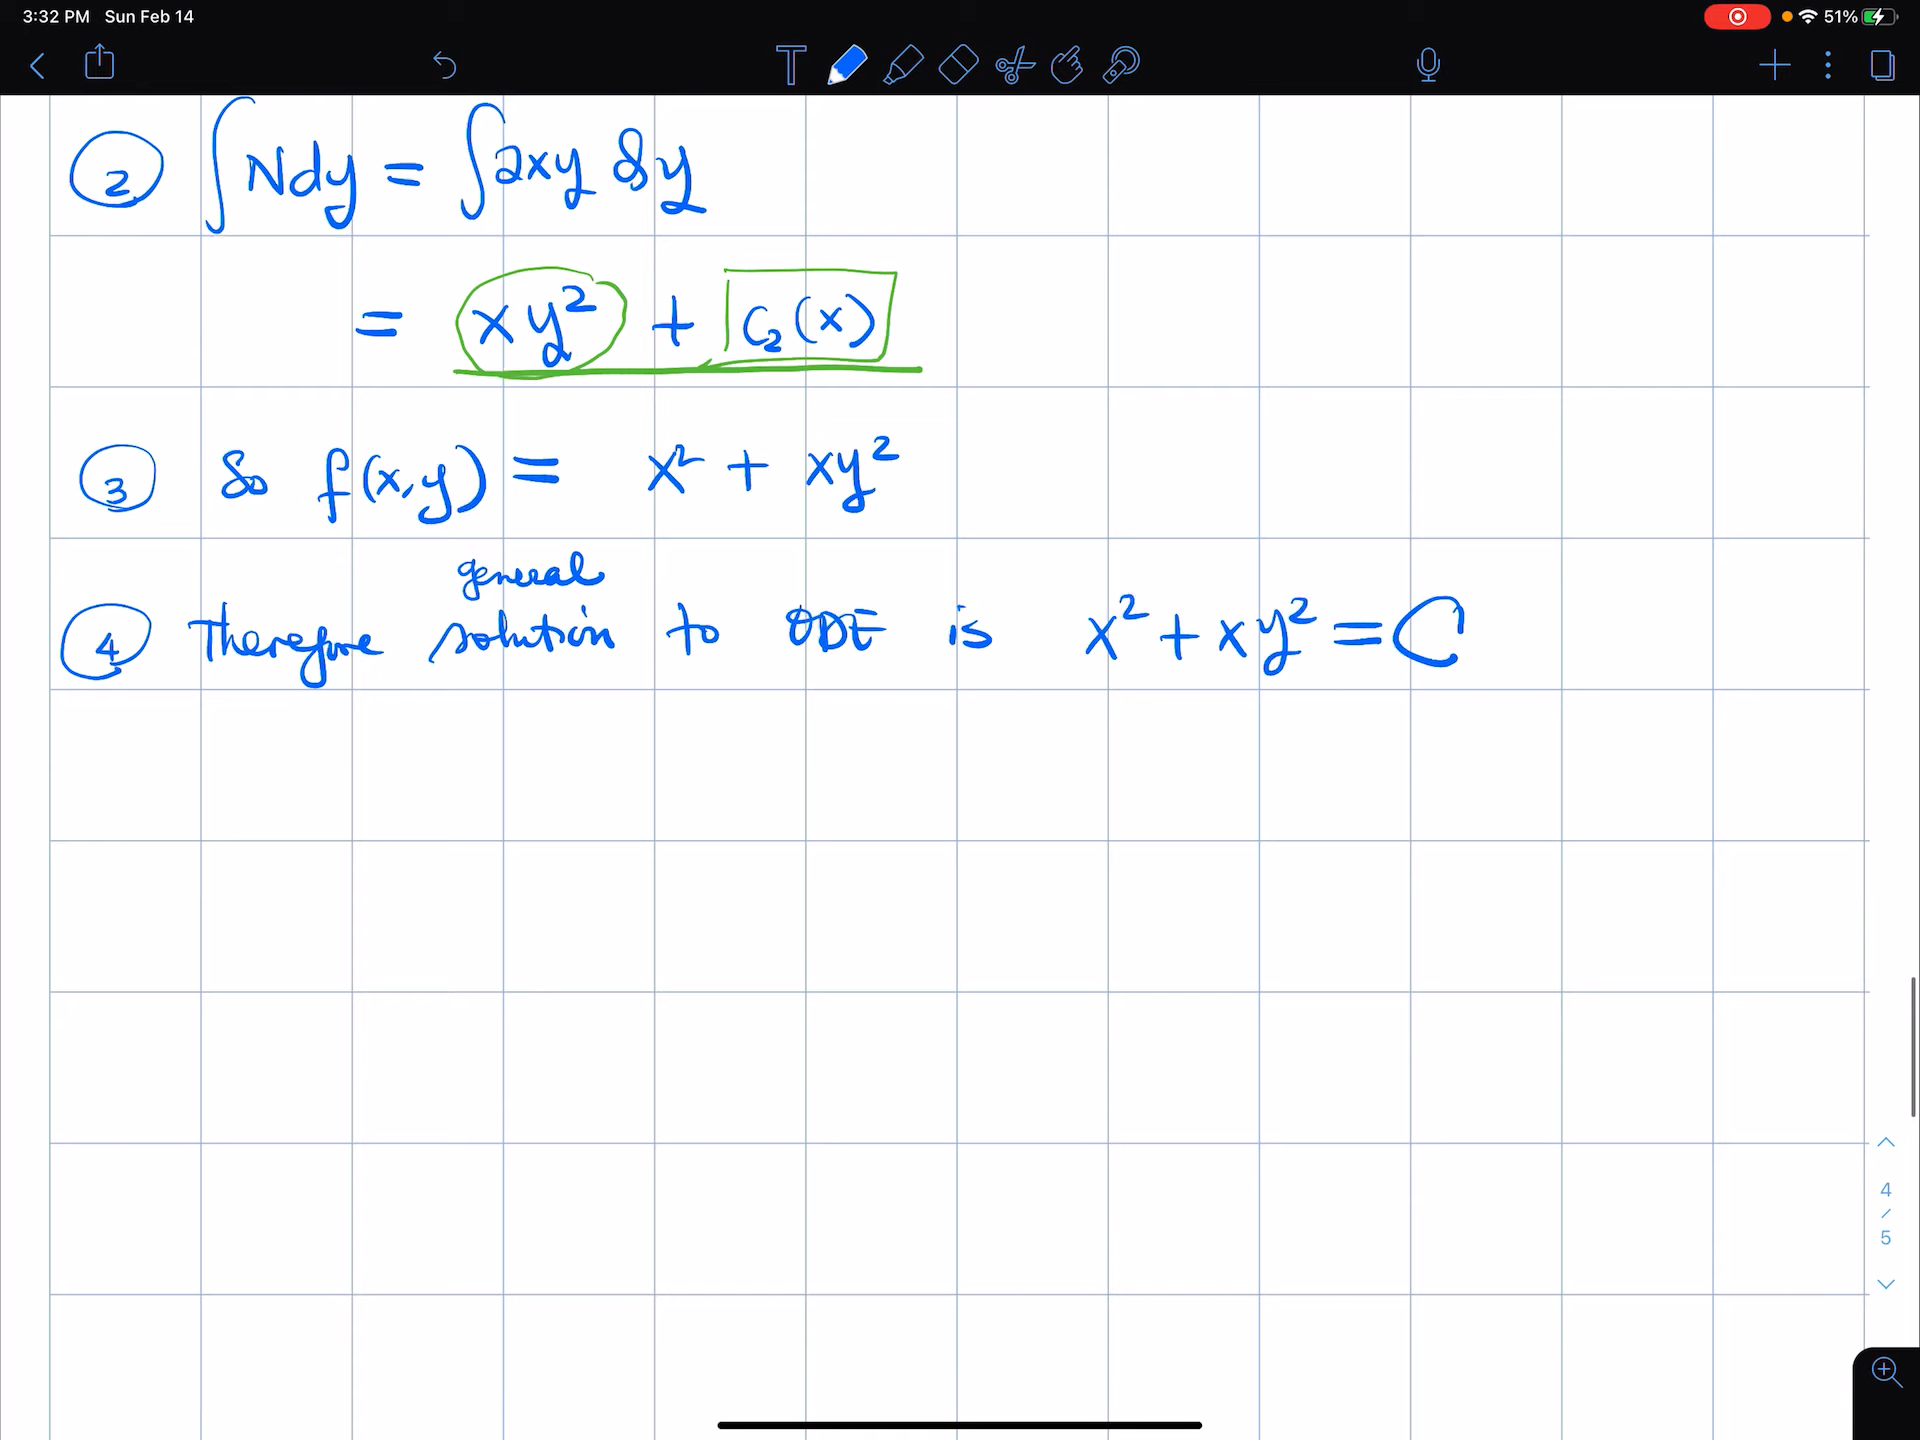 3:32 PM Sun Feb 14
51%
T
2 ∫ N dy = ∫ 2xy dy
= xy² + C₂(x)
3 So f(x,y) = x² + xy²
general
4 Therefore solution to ODE is x² + xy² = C
4
/
5